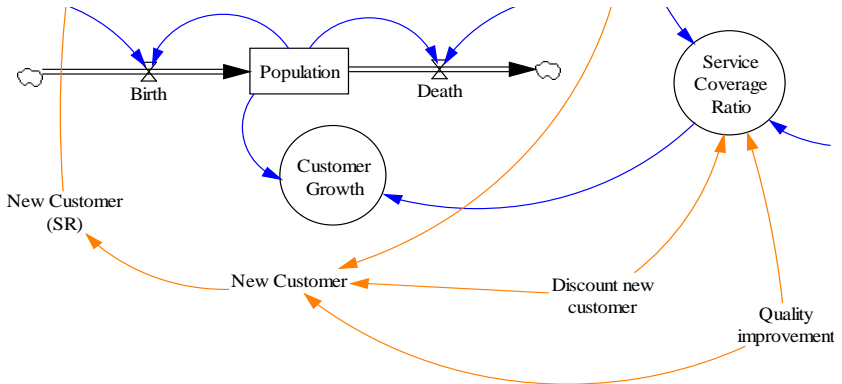 Service
Coverage
Ratio
Population
Birth
Death
Customer
Growth
New Customer
(SR)
New Customer
Discount new
customer
Quality
improvement